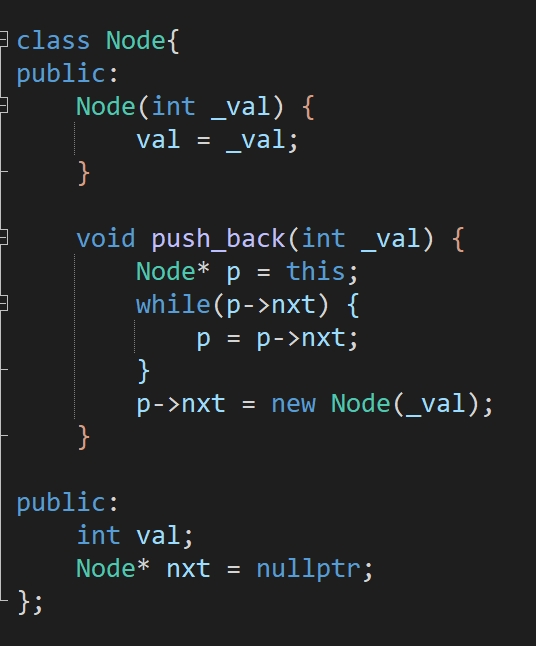 class Node{
public:
    Node(int _val) {
        val = _val;
    }
    void push_back(int _val) {
        Node* p = this;
        while(p->nxt) {
            p = p->nxt;
        }
        p->nxt = new Node(_val);
    }
public:
    int val;
    Node* nxt = nullptr;
};